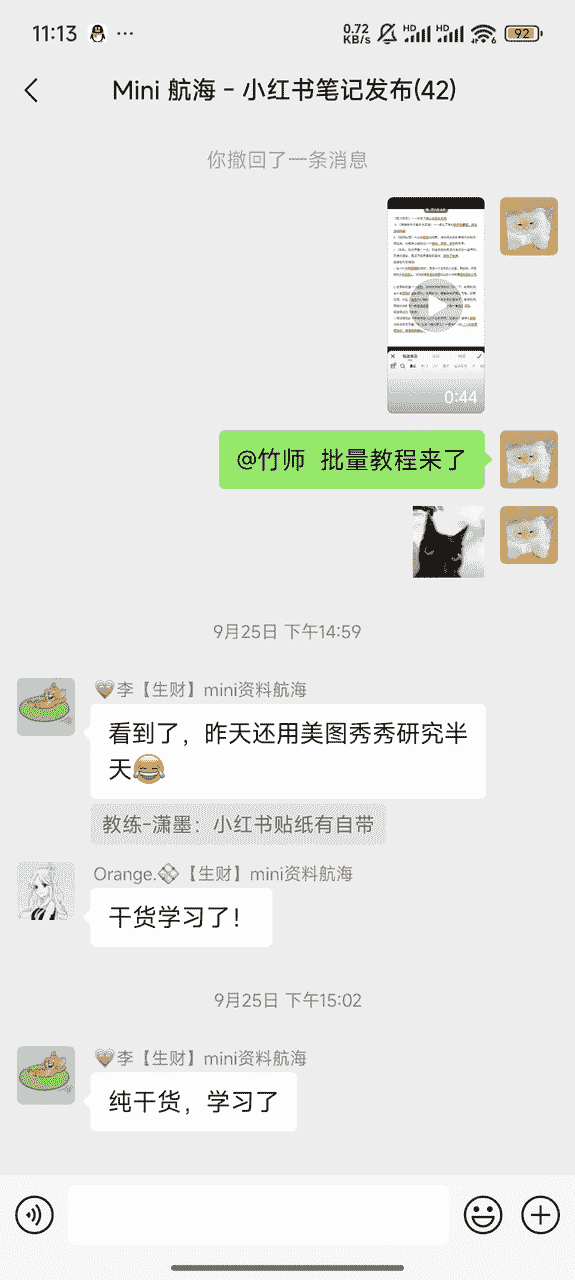 11:13
0.72
KB/s
HD
HD
6
92
Mini 航海 - 小红书笔记发布(42)
你撤回了一条消息
0:44
@竹师 批量教程来了
9月25日 下午14:59
李【生财】mini资料航海
看到了，昨天还用美图秀秀研究半
天😂
教练-潇墨：小红书贴纸有自带
Orange.【生财】mini资料航海
干货学习了！
9月25日 下午15:02
李【生财】mini资料航海
纯干货，学习了